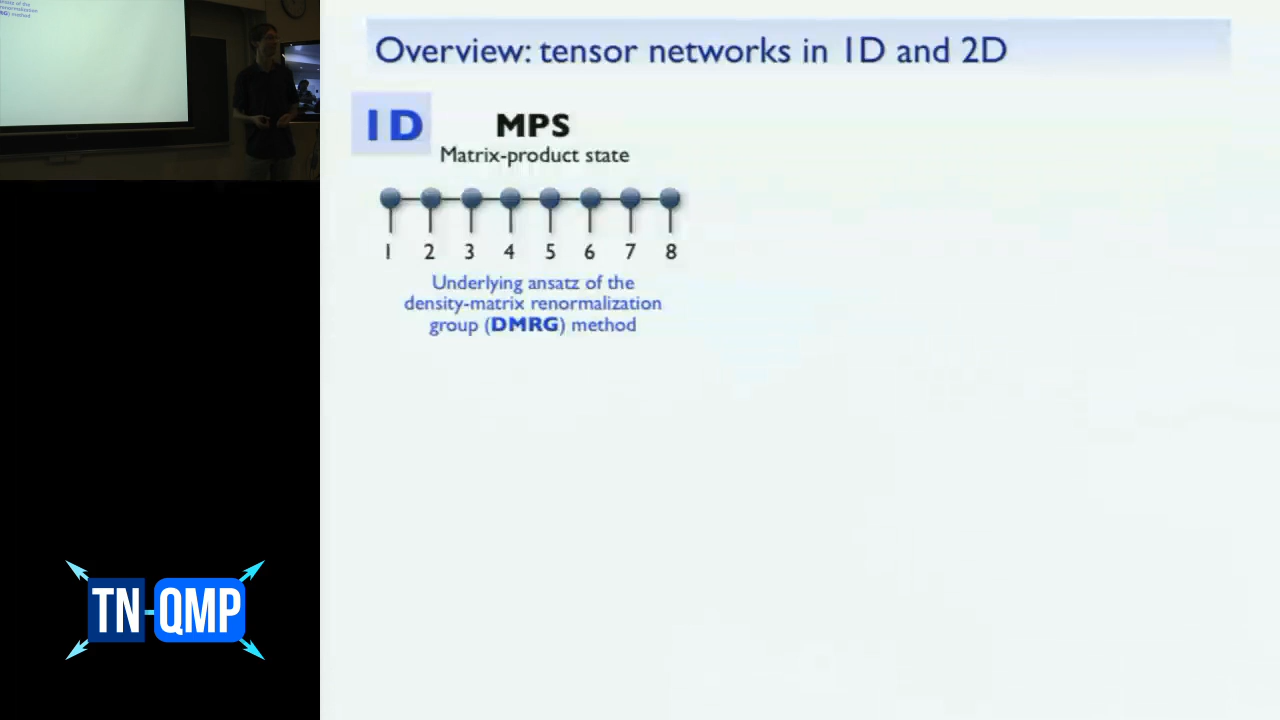 Overview: tensor networks in 1D and 2D
1D
MPS
Matrix-product state
1 2 3 4 5 6 7 8
Underlying ansatz of the
density-matrix renormalization
group (DMRG) method
TN-QMP